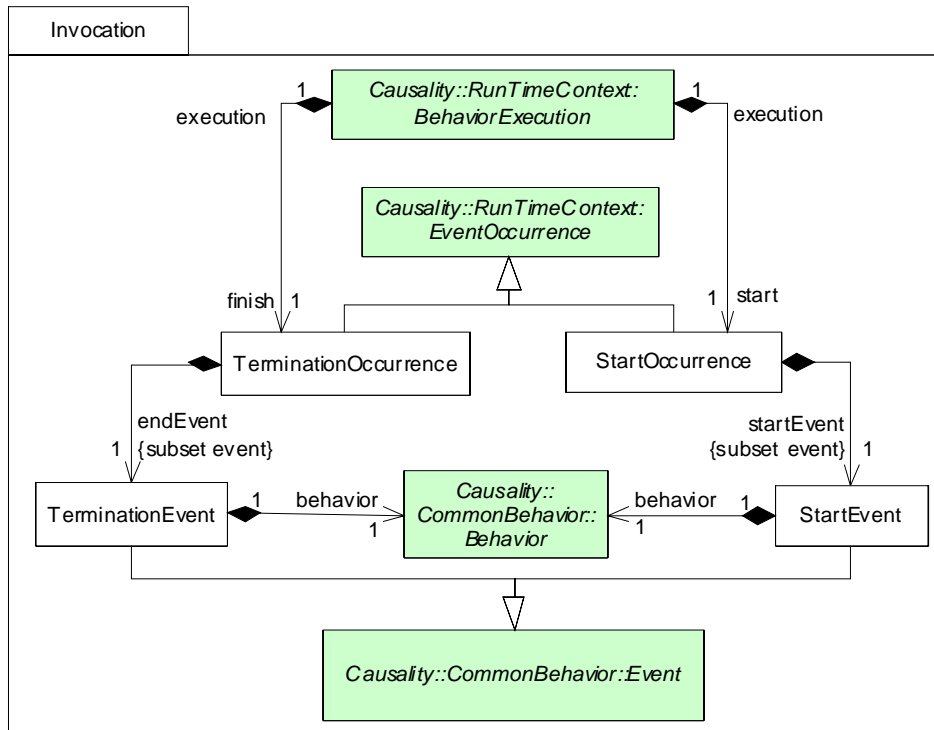 Invocation
1
Causality::RunTimeContext::
BehaviorExecution
1
execution
execution
Causality::RunTimeContext::
EventOccurrence
finish
1
1
start
TerminationOccurrence
StartOccurrence
endEvent
{subset event}
1
startEvent
{subset event}
1
TerminationEvent
1
behavior
1
Causality::
CommonBehavior::
Behavior
behavior
1
1
StartEvent
Causality::CommonBehavior::Event